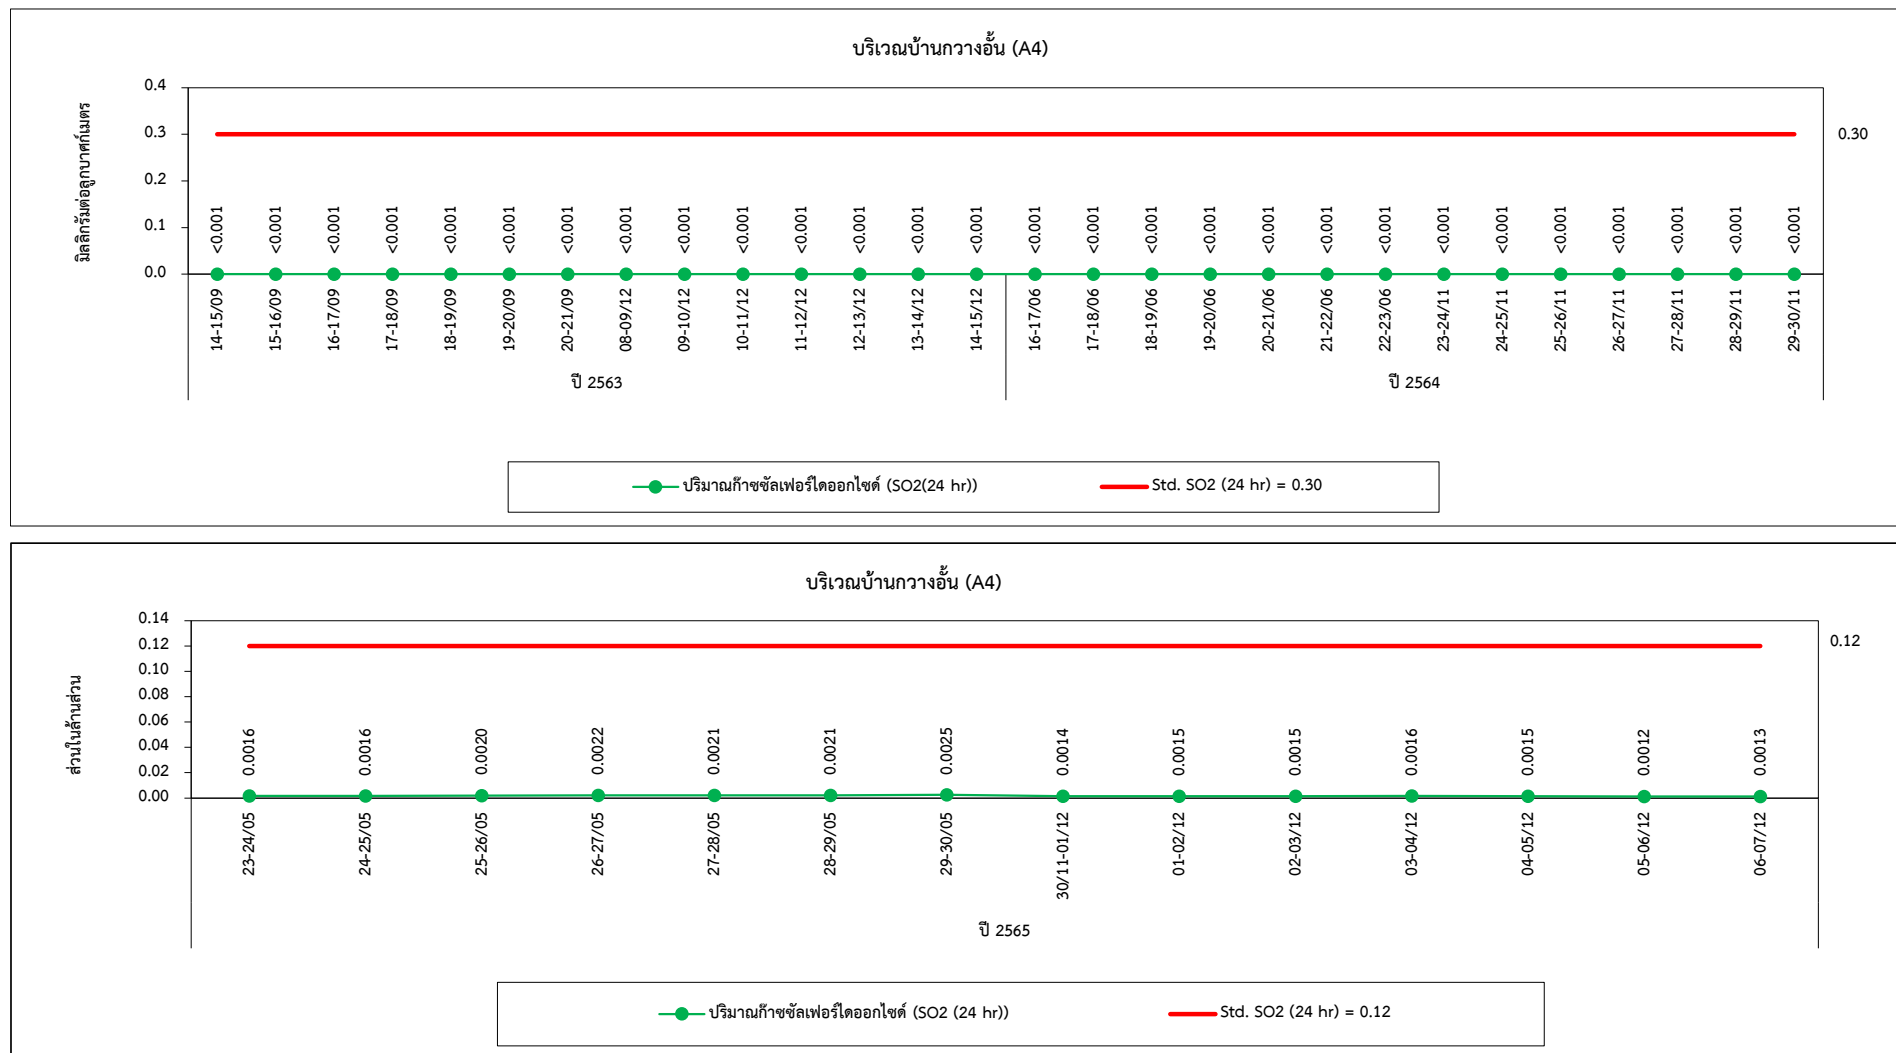 บริเวณบ้านกวางอั้น (A4)
มิลลิกรัมต่อลูกบาศก์เมตร
0.4
0.3
0.2
0.1
0.0
0.30
<0.001 <0.001 <0.001 <0.001 <0.001 <0.001 <0.001 <0.001 <0.001 <0.001 <0.001 <0.001 <0.001 <0.001 <0.001 <0.001 <0.001 <0.001 <0.001 <0.001 <0.001 <0.001 <0.001 <0.001 <0.001 <0.001 <0.001 <0.001
14-15/09 15-16/09 16-17/09 17-18/09 18-19/09 19-20/09 20-21/09 08-09/12 09-10/12 10-11/12 11-12/12 12-13/12 13-14/12 14-15/12 16-17/06 17-18/06 18-19/06 19-20/06 20-21/06 21-22/06 22-23/06 23-24/11 24-25/11 25-26/11 26-27/11 27-28/11 28-29/11 29-30/11
ปี 2563 ปี 2564
ปริมาณก๊าซซัลเฟอร์ไดออกไซด์ (SO2(24 hr)) Std. SO2 (24 hr) = 0.30
บริเวณบ้านกวางอั้น (A4)
ส่วนในล้านส่วน
0.14
0.12
0.10
0.08
0.06
0.04
0.02
0.00
0.12
0.0016 0.0016 0.0020 0.0022 0.0021 0.0021 0.0025 0.0014 0.0015 0.0015 0.0016 0.0015 0.0012 0.0013
23-24/05 24-25/05 25-26/05 26-27/05 27-28/05 28-29/05 29-30/05 30/11-01/12 01-02/12 02-03/12 03-04/12 04-05/12 05-06/12 06-07/12
ปี 2565
ปริมาณก๊าซซัลเฟอร์ไดออกไซด์ (SO2 (24 hr)) Std. SO2 (24 hr) = 0.12